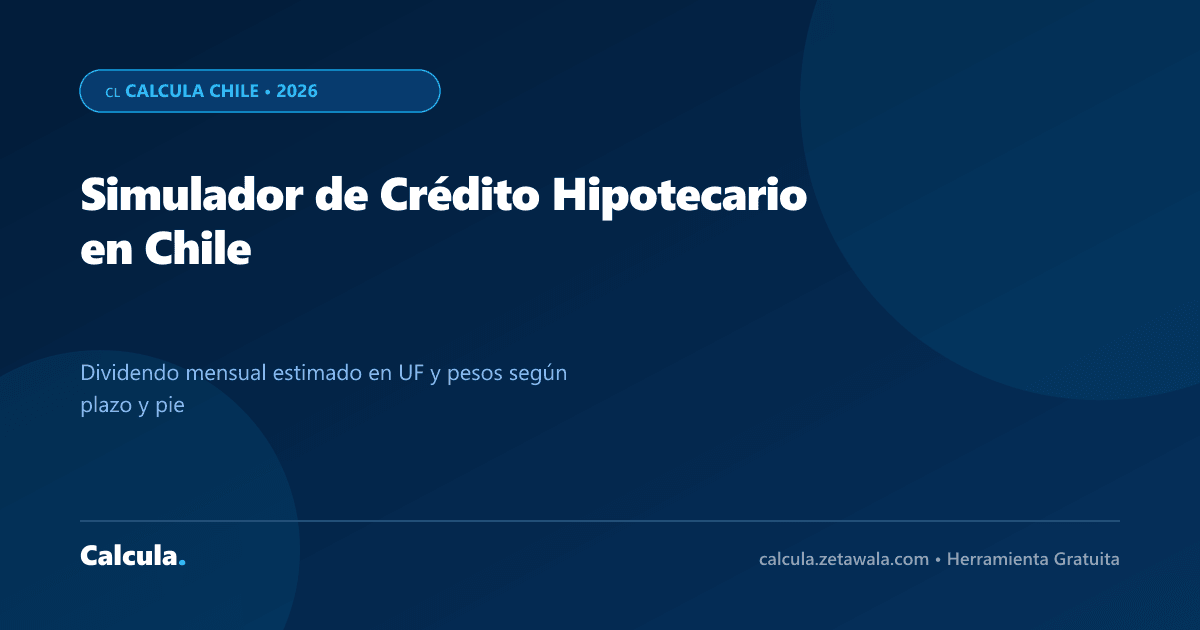 CL CALCULA CHILE • 2026
Simulador de Crédito Hipotecario
en Chile
Dividendo mensual estimado en UF y pesos según
plazo y pie
Calcula.
calcula.zetawala.com • Herramienta Gratuita